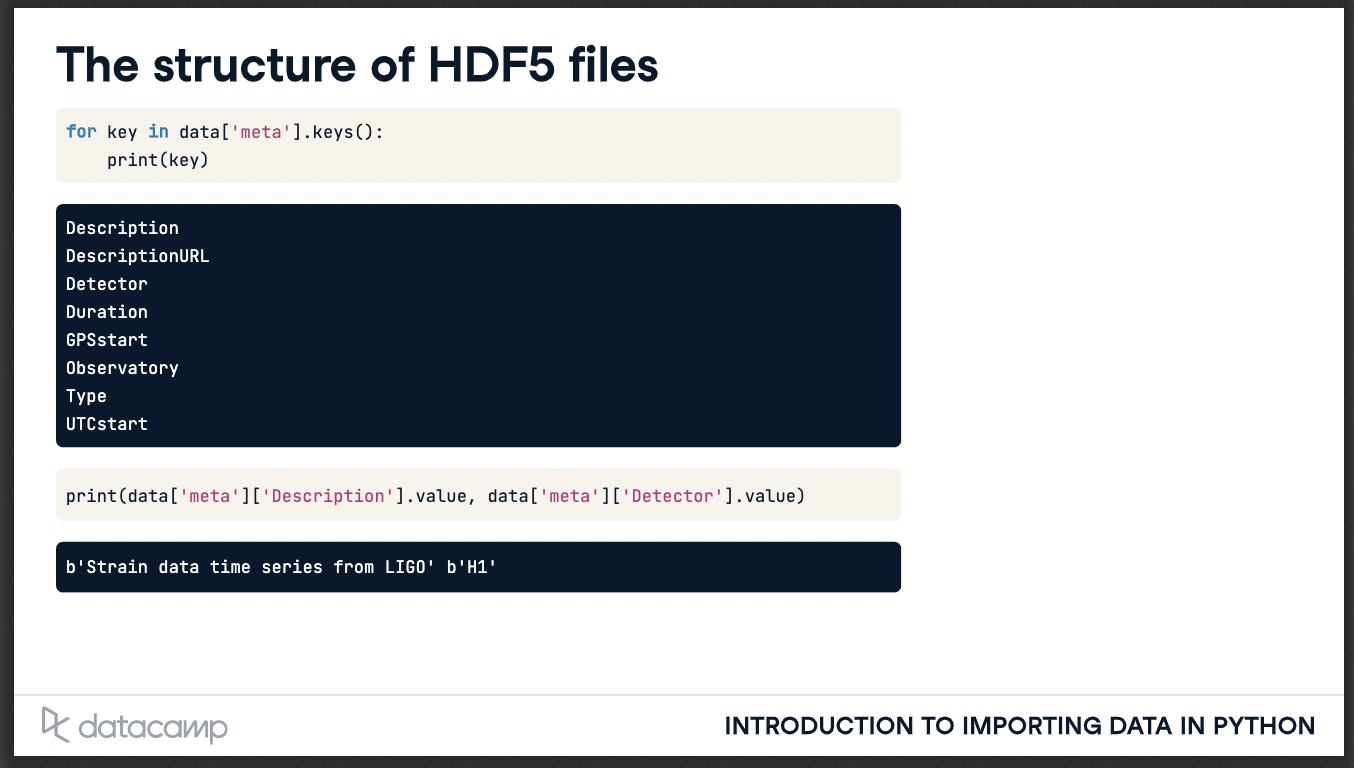 The structure of HDF5 files
for key in data['meta'].keys():
    print(key)
Description
DescriptionURL
Detector
Duration
GPSstart
Observatory
Type
UTCstart
print(data['meta']['Description'].value, data['meta']['Detector'].value)
b'Strain data time series from LIGO' b'H1'
datacamp
INTRODUCTION TO IMPORTING DATA IN PYTHON